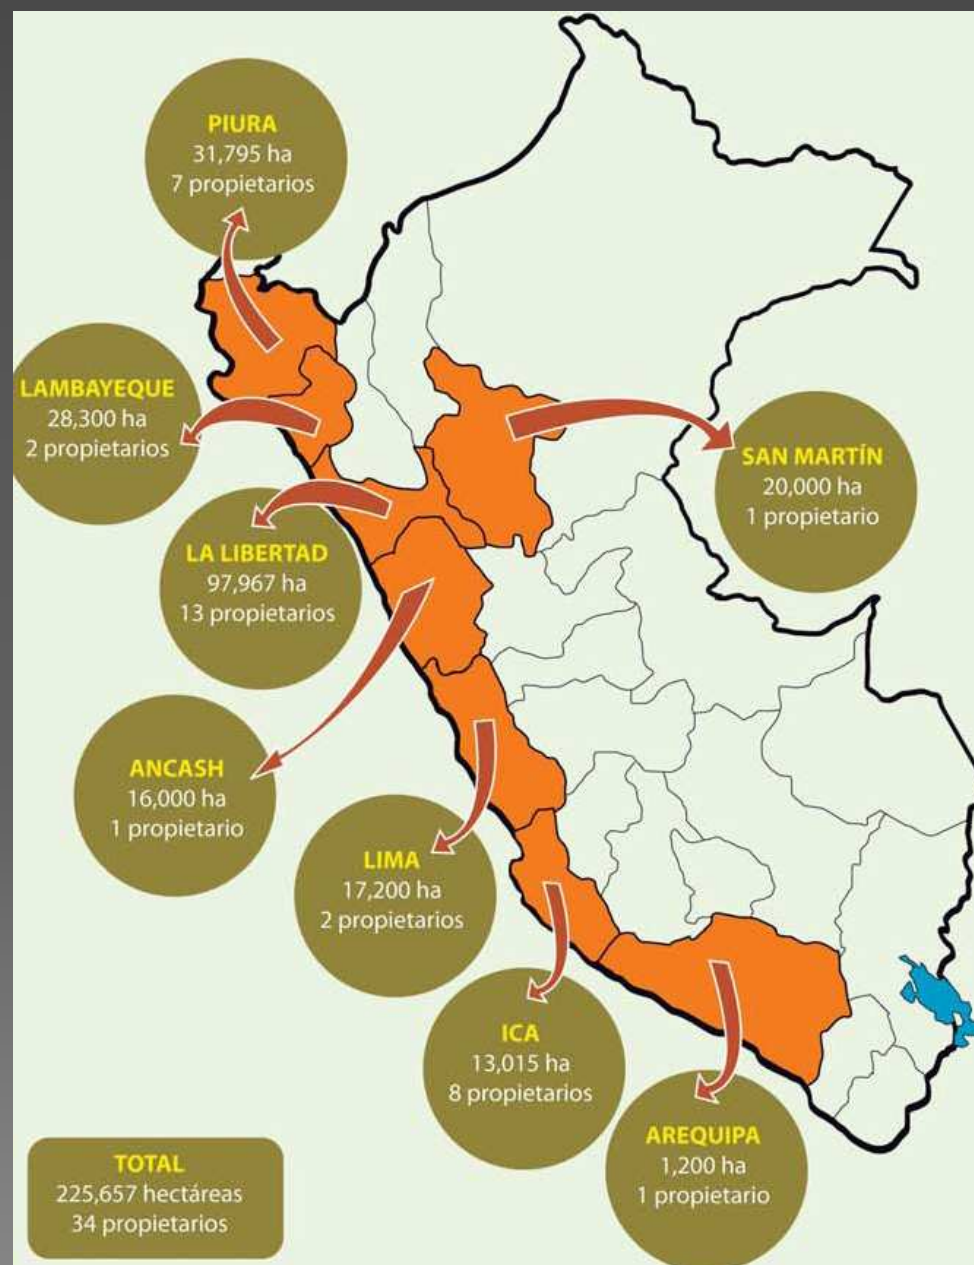 PIURA
31,795 ha
7 propietarios
LAMBAYEQUE
28,300 ha
2 propietarios
SAN MARTÍN
20,000 ha
1 propietario
LA LIBERTAD
97,967 ha
13 propietarios
ANCASH
16,000 ha
1 propietario
LIMA
17,200 ha
2 propietarios
ICA
13,015 ha
8 propietarios
AREQUIPA
1,200 ha
1 propietario
TOTAL
225,657 hectáreas
34 propietarios